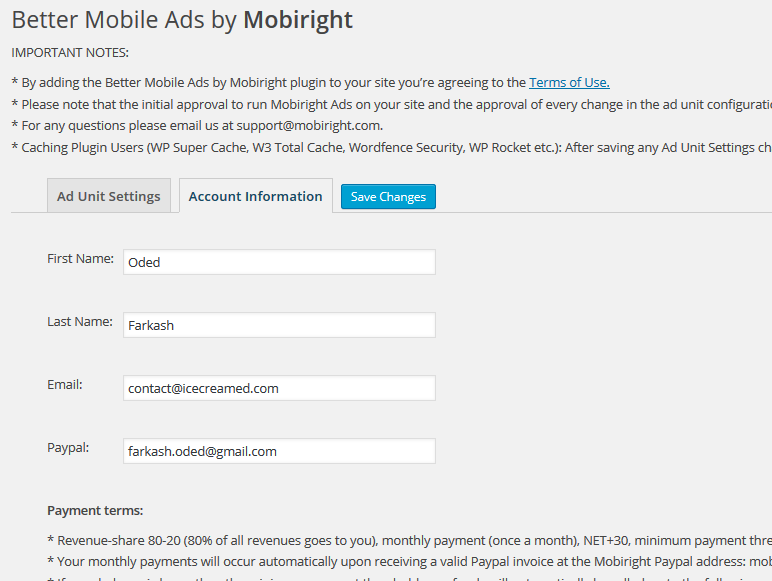 Better Mobile Ads by Mobiright
IMPORTANT NOTES:
* By adding the Better Mobile Ads by Mobiright plugin to your site you're agreeing to the Terms of Use.
* Please note that the initial approval to run Mobiright Ads on your site and the approval of every change in the ad unit
* For any questions please email us at support@mobiright.com.
* Caching Plugin Users (WP Super Cache, W3 Total Cache, Wordfence Security, WP Rocket etc.): After saving any Ad Unit Settings
Ad Unit Settings Account Information Save Changes
First Name: Oded
Last Name: Farkash
Email: contact@icecreamed.com
Paypal: farkash.oded@gmail.com
Payment terms:
* Revenue-share 80-20 (80% of all revenues goes to you), monthly payment (once a month), NET+30, minimum payment
* Your monthly payments will occur automatically upon receiving a valid Paypal invoice at the Mobiright Paypal address: